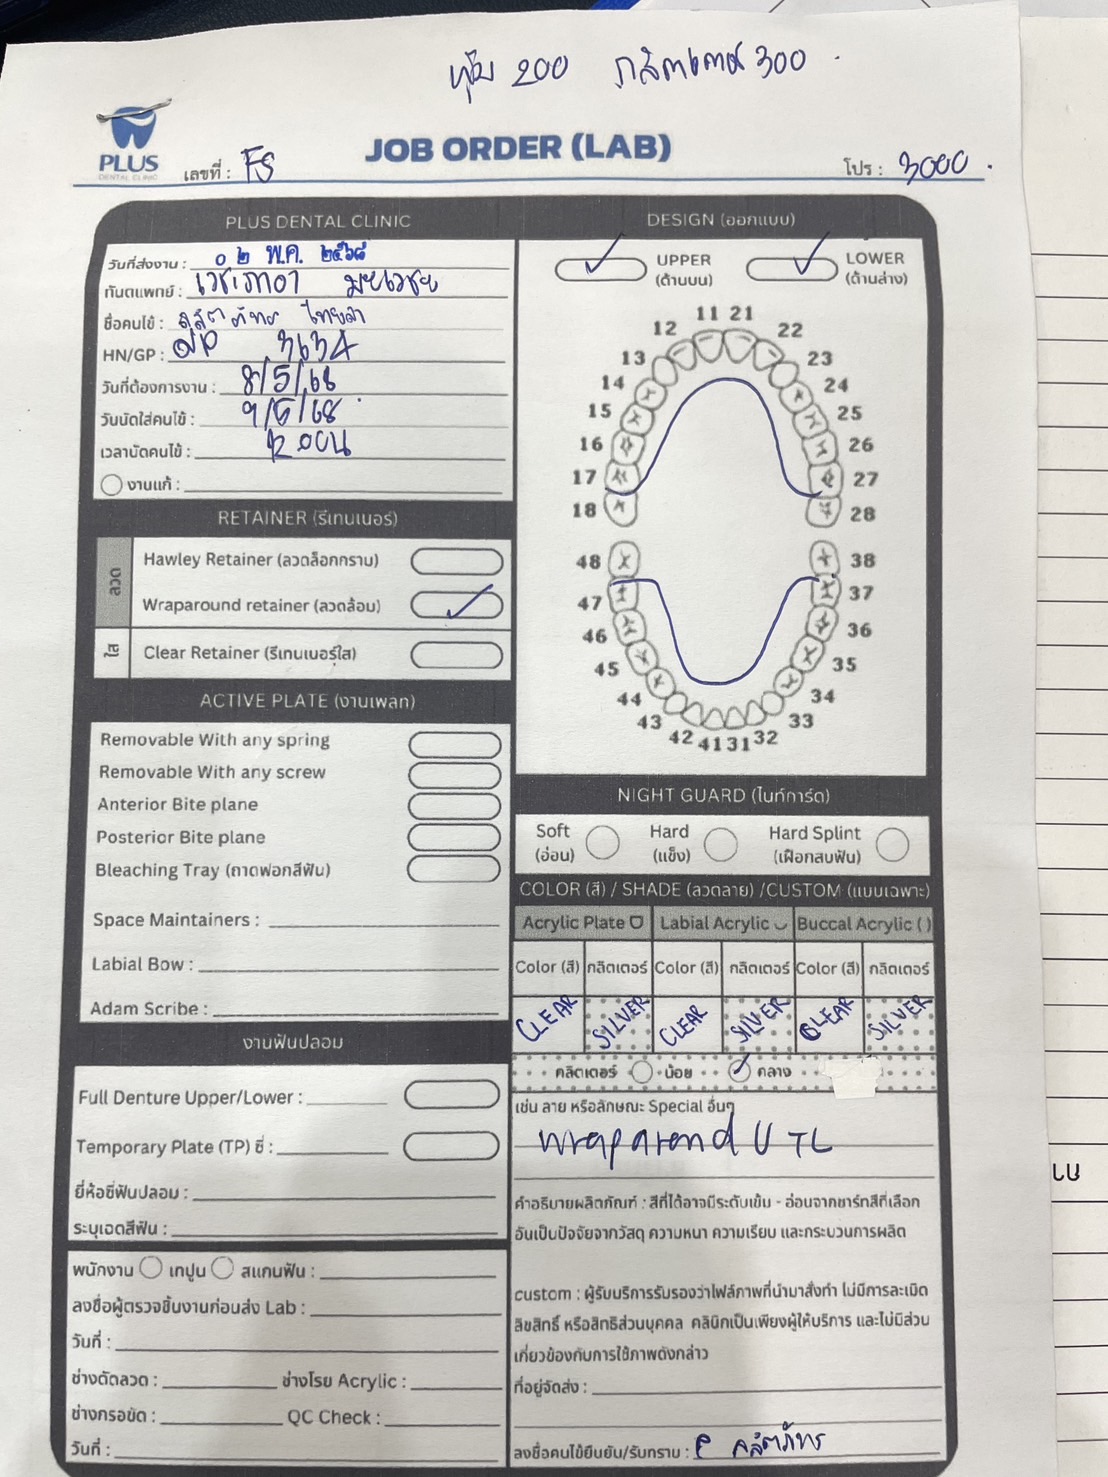 200 300
PLUS
DENTAL CLINIC
เลขที่ : FS
JOB ORDER (LAB)
โปร : 3000
PLUS DENTAL CLINIC
วันที่ส่งงาน : ๐ ๒ พ.ค. ๒๕๖๘
ทันตแพทย์ :
ชื่อคนไข้ :
HN/GP : 3634
วันที่ต้องการงาน : 8/5/68
วันนัดใส่คนไข้ : 9/5/68
เวลานัดคนไข้ :
งานแก้ :
RETAINER (รีเทนเนอร์)
ลวด
Hawley Retainer (ลวดล็อกกราม)
Wraparound retainer (ลวดล้อม)
ใส
Clear Retainer (รีเทนเนอร์ใส)
ACTIVE PLATE (งานเพลท)
Removable With any spring
Removable With any screw
Anterior Bite plane
Posterior Bite plane
Bleaching Tray (ถาดฟอกสีฟัน)
Space Maintainers :
Labial Bow :
Adam Scribe :
งานฟันปลอม
Full Denture Upper/Lower :
Temporary Plate (TP) ซี่ :
ยี่ห้อซี่ฟันปลอม :
ระบุเฉดสีฟัน :
พนักงาน เทปูน สแกนฟัน :
ลงชื่อผู้ตรวจชิ้นงานก่อนส่ง Lab :
วันที่ :
ช่างดัดลวด : ช่างโรย Acrylic :
ช่างกรอขัด : QC Check :
วันที่ :
DESIGN (ออกแบบ)
UPPER
(ด้านบน)
LOWER
(ด้านล่าง)
11 21
12 22
13 23
14 24
15 25
16 26
17 27
18 28
48 38
47 37
46 36
45 35
44 34
43 33
42 41 31 32
NIGHT GUARD (ไนท์การ์ด)
Soft
(อ่อน)
Hard
(แข็ง)
Hard Splint
(เฝือกสบฟัน)
COLOR (สี) / SHADE (ลวดลาย) /CUSTOM (แบบเฉพาะ)
Acrylic Plate Labial Acrylic Buccal Acrylic ( )
Color (สี) กลิตเตอร์ Color (สี) กลิตเตอร์ Color (สี) กลิตเตอร์
CLEAR SILVER CLEAR SILVER CLEAR SILVER
กลิตเตอร์ น้อย กลาง
เช่น ลาย หรือลักษณะ Special อื่นๆ
wraparond U TL
คำอธิบายผลิตภัณฑ์ : สีที่ได้อาจมีระดับเข้ม - อ่อนจากชาร์ทสีที่เลือก
อันเป็นปัจจัยจากวัสดุ ความหนา ความเรียบ และกระบวนการผลิต
custom : ผู้รับบริการรับรองว่าไฟล์ภาพที่นำมาสั่งทำ ไม่มีการละเมิด
ลิขสิทธิ์ หรือสิทธิส่วนบุคคล คลินิกเป็นเพียงผู้ให้บริการ และไม่มีส่วน
เกี่ยวข้องกับการใช้ภาพดังกล่าว
ที่อยู่จัดส่ง :
ลงชื่อคนไข้ยืนยัน/รับทราบ :